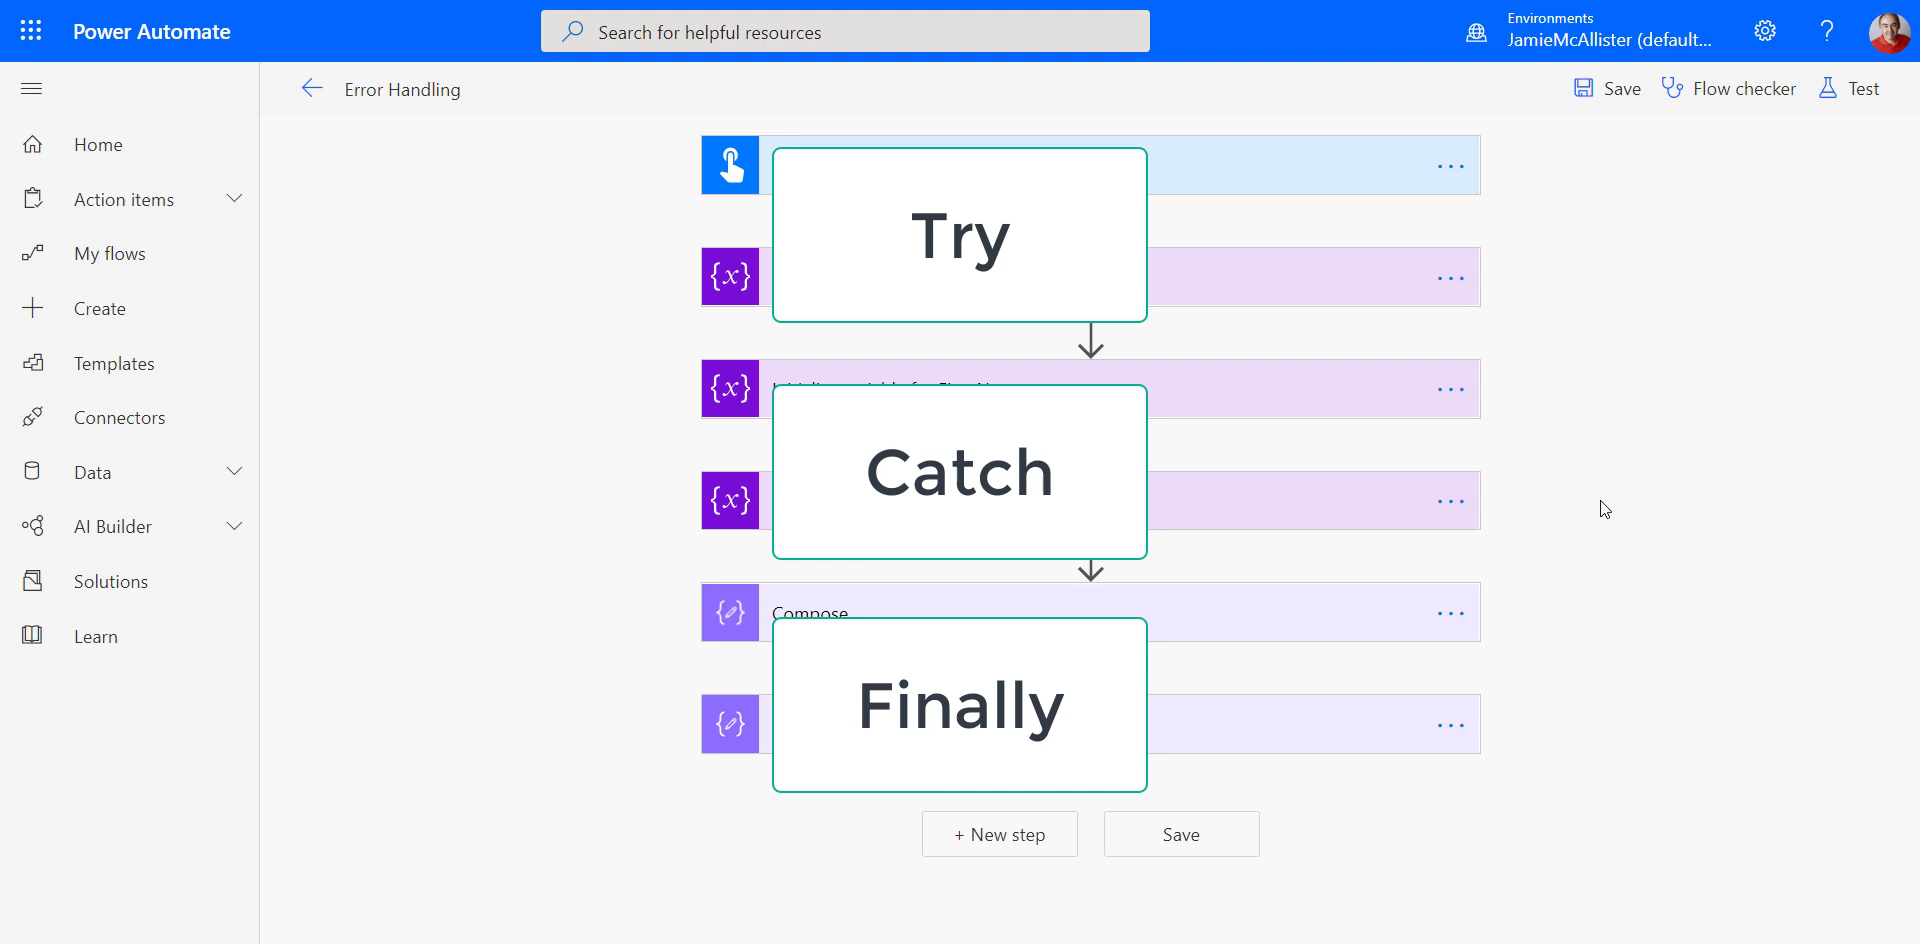 Power Automate
Search for helpful resources
Environments
JamieMcAllister (default...
Error Handling
Save
Flow checker
Test
Home
Action items
My flows
Create
Templates
Connectors
Data
AI Builder
Solutions
Learn
Try
{x}
{x}
Catch
{x}
Compose
Finally
+ New step
Save